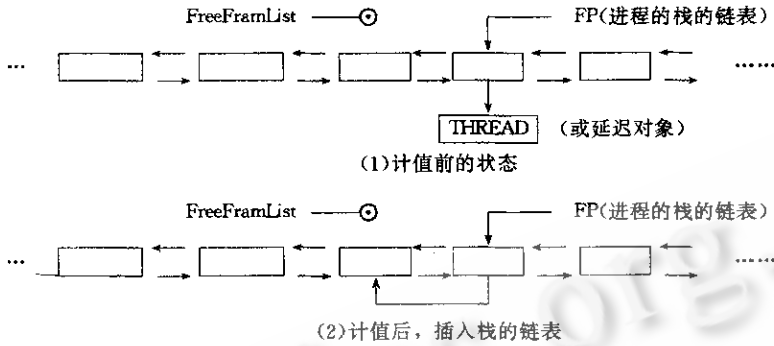 FreeFramList FP(进程的栈的链表)
… ……
THREAD (或延迟对象)
(1)计值前的状态
FreeFramList FP(进程的栈的链表)
… ……
(2)计值后,插入栈的链表
org.